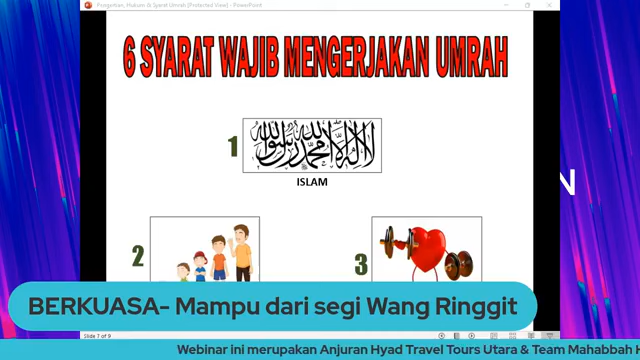 Pengertian, Hukum & Syarat Umrah [Protected View] - PowerPoint
6 SYARAT WAJIB MENGERJAKAN UMRAH
1
لا إله إلا الله محمد رسول الله
ISLAM
2
3
BERKUASA- Mampu dari segi Wang Ringgit
Slide 7 of 9
Webinar ini merupakan Anjuran Hyad Travel Tours Utara & Team Mahabbah